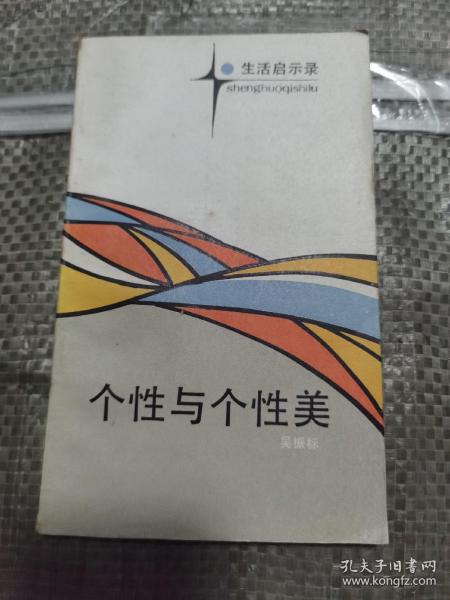 生活启示录
shenghuoqishilu
个性与个性美
吴振标
孔夫子旧书网
www.kongfz.com